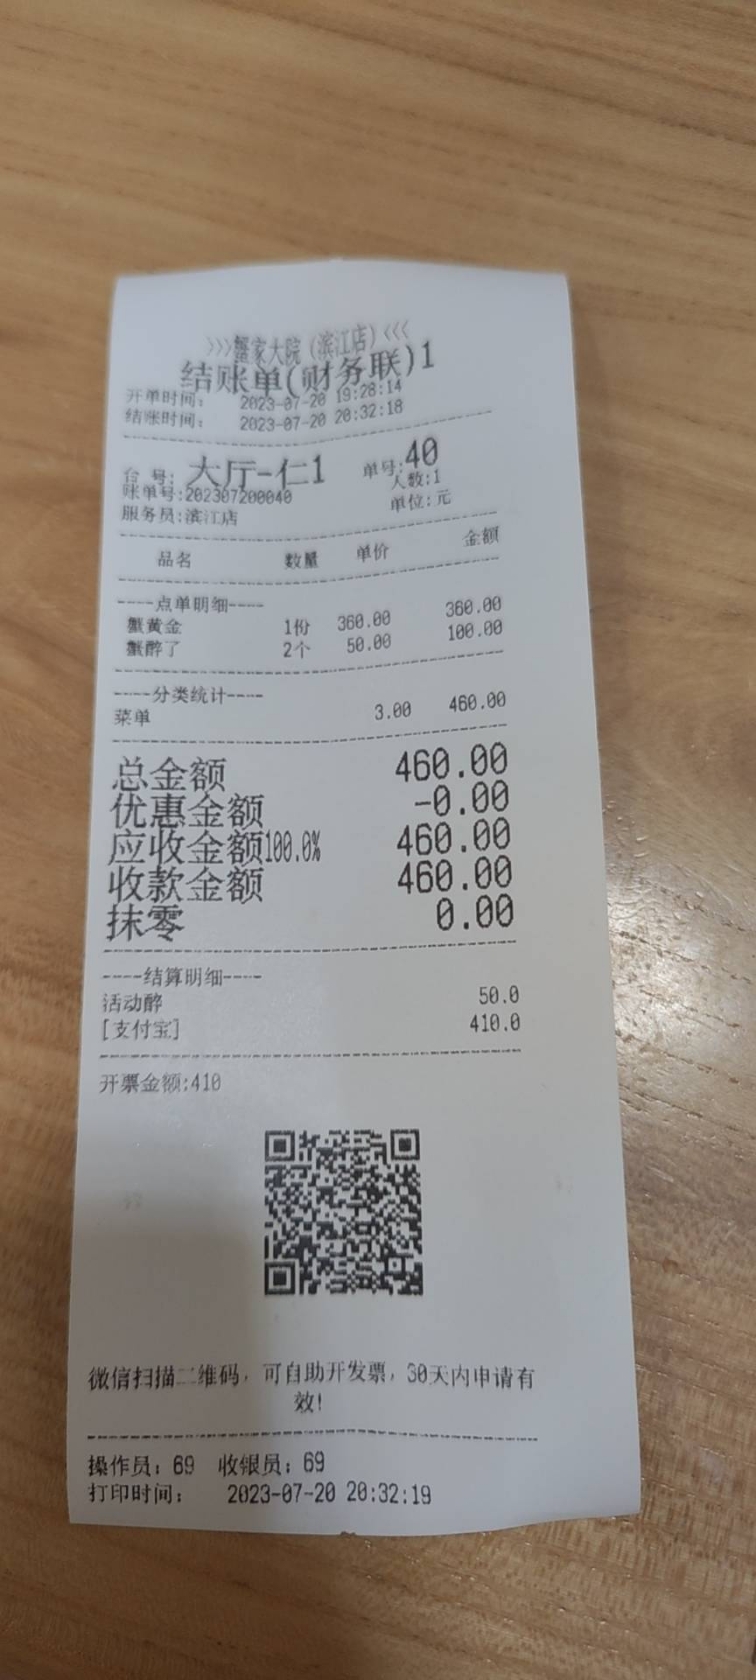 >>>蟹家大院（滨江店）<<<
结账单(财务联)1
开单时间： 2023-07-20 19:28:14
结账时间： 2023-07-20 20:32:18
台 号: 大厅-仁1 单号:40
账单号:202307200040 人数:1
服务员:滨江店 单位:元
品名 数量 单价 金额
----点单明细----
蟹黄金 1份 360.00 360.00
蟹醉了 2个 50.00 100.00
----分类统计----
菜单 3.00 460.00
总金额 460.00
优惠金额 -0.00
应收金额100.0% 460.00
收款金额 460.00
抹零 0.00
----结算明细----
活动醉 50.0
[支付宝] 410.0
开票金额:410
微信扫描二维码，可自助开发票，30天内申请有
效!
操作员：69 收银员：69
打印时间： 2023-07-20 20:32:19